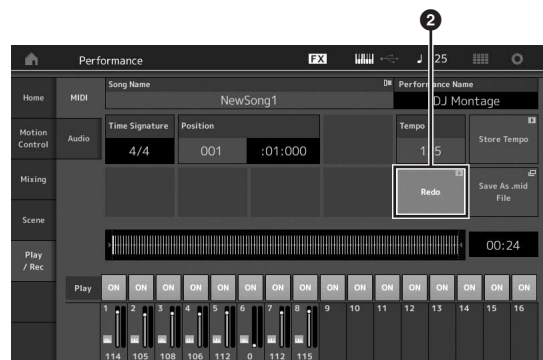 2
Performance FX 25
Home MIDI Song Name Performance Name
NewSong1 DJ Montage
Motion Control Audio Time Signature Position Tempo Store Tempo
4/4 001 :01:000
Mixing Redo Save As .mid File
Scene
Play / Rec 00:24
Play ON ON ON ON ON ON ON ON ON ON ON ON ON ON ON ON
1 2 3 4 5 6 7 8 9 10 11 12 13 14 15 16
114 105 108 106 112 0 112 115